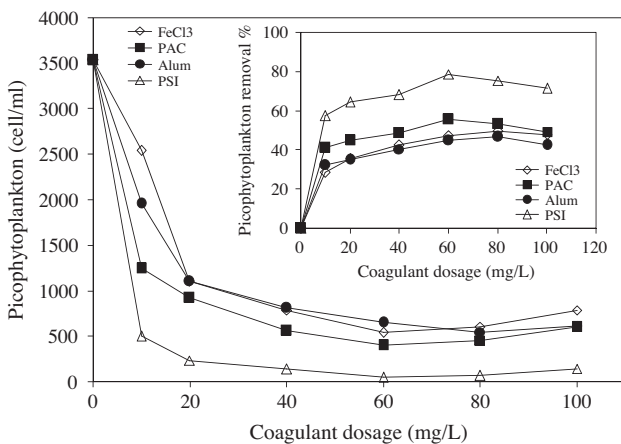 4000
3500
3000
2500
2000
1500
1000
500
0
Picophytoplankton (cell/ml)
0 20 40 60 80 100
Coagulant dosage (mg/L)
FeCl3
PAC
Alum
PSI
100
80
60
40
20
0
Picophytoplankton removal %
0 20 40 60 80 100 120
Coagulant dosage (mg/L)
FeCl3
PAC
Alum
PSI